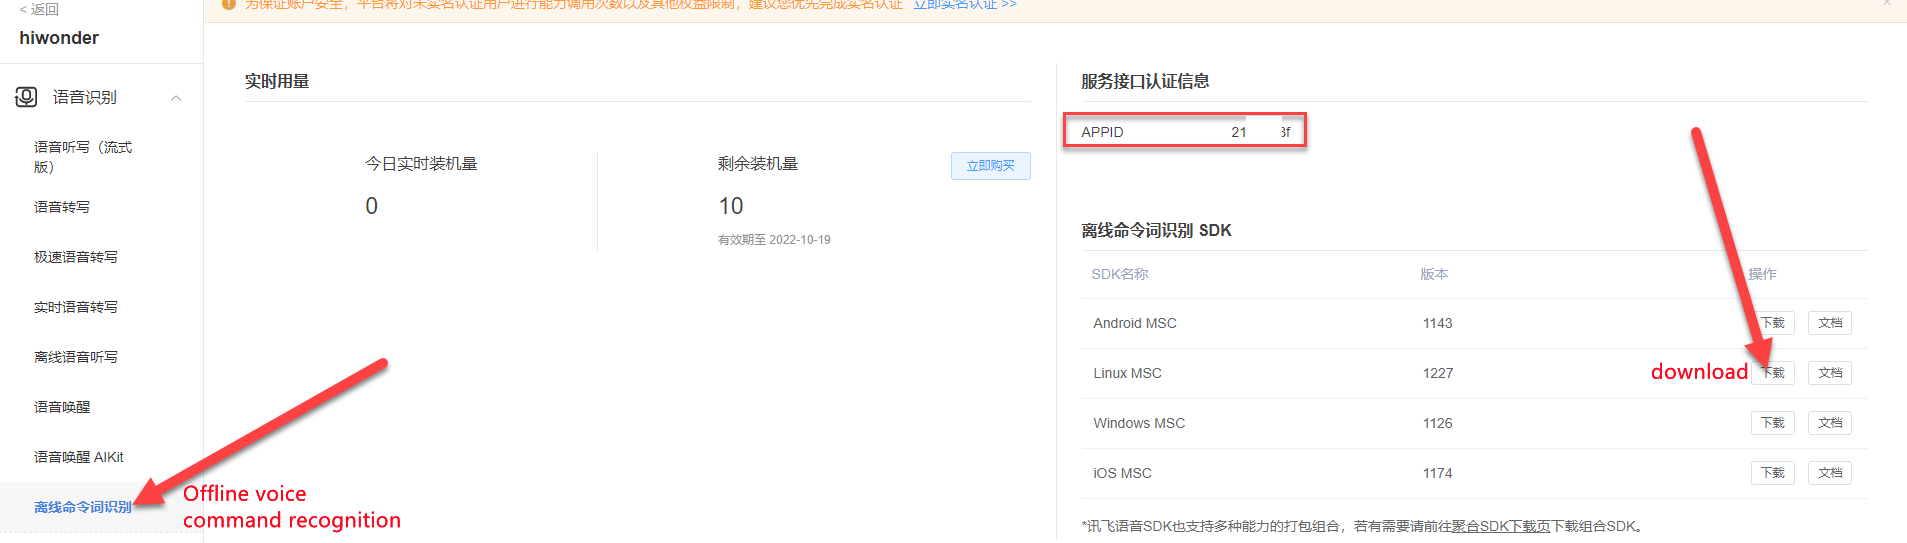 为保证账户安全，平台将对未实名认证用户进行能力调用次数以及其他权益限制，建议您优先完成实名认证 立即实名认证 >>
< 返回
hiwonder
语音识别
语音听写（流式
版）
语音转写
极速语音转写
实时语音转写
离线语音听写
语音唤醒
语音唤醒 AIKit
离线命令词识别
Offline voice
command recognition
实时用量
今日实时装机量
0
剩余装机量
10
有效期至 2022-10-19
立即购买
服务接口认证信息
APPID 21 3f
离线命令词识别 SDK
SDK名称 版本 操作
Android MSC 1143 下载 文档
Linux MSC 1227 download 下载 文档
Windows MSC 1126 下载 文档
iOS MSC 1174 下载 文档
*讯飞语音SDK也支持多种能力的打包组合，若有需要请前往聚合SDK下载页下载组合SDK。